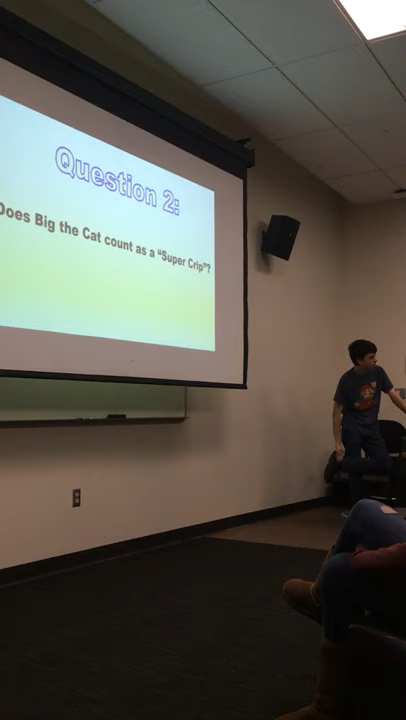 Question 2:
Does Big the Cat count as a "Super Crip"?